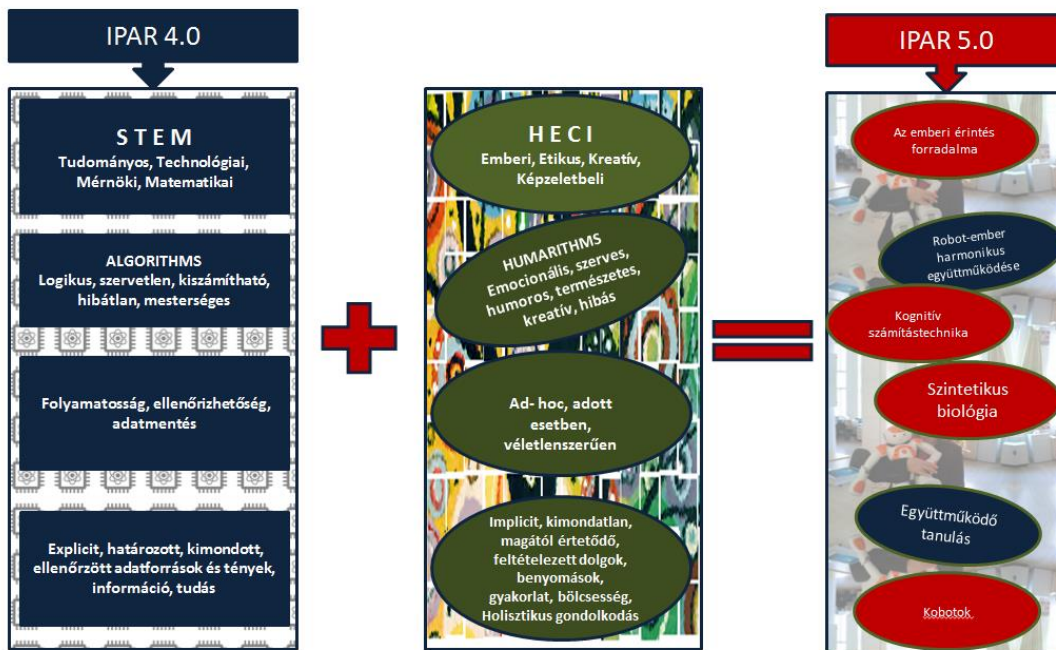 IPAR 4.0
S T E M
Tudományos, Technológiai,
Mérnöki, Matematikai
ALGORITHMS
Logikus, szervetlen, kiszámítható,
hibátlan, mesterséges
Folyamatosság, ellenőrizhetőség,
adatmentés
Explicit, határozott, kimondott,
ellenőrzött adatforrások és tények,
információ, tudás
H E C I
Emberi, Etikus, Kreatív,
Képzeletbeli
HUMARITHMS
Emocionális, szerves,
humoros, természetes,
kreatív, hibás
Ad- hoc, adott
esetben,
véletlenszerűen
Implicit, kimondatlan,
magától értetődő,
feltételezett dolgok,
benyomások,
gyakorlat, bölcsesség,
Holisztikus gondolkodás
IPAR 5.0
Az emberi érintés
forradalma
Robot-ember
harmonikus
együttműködése
Kognitív
számítástechnika
Szintetikus
biológia
Együttműködő
tanulás
Kobotok